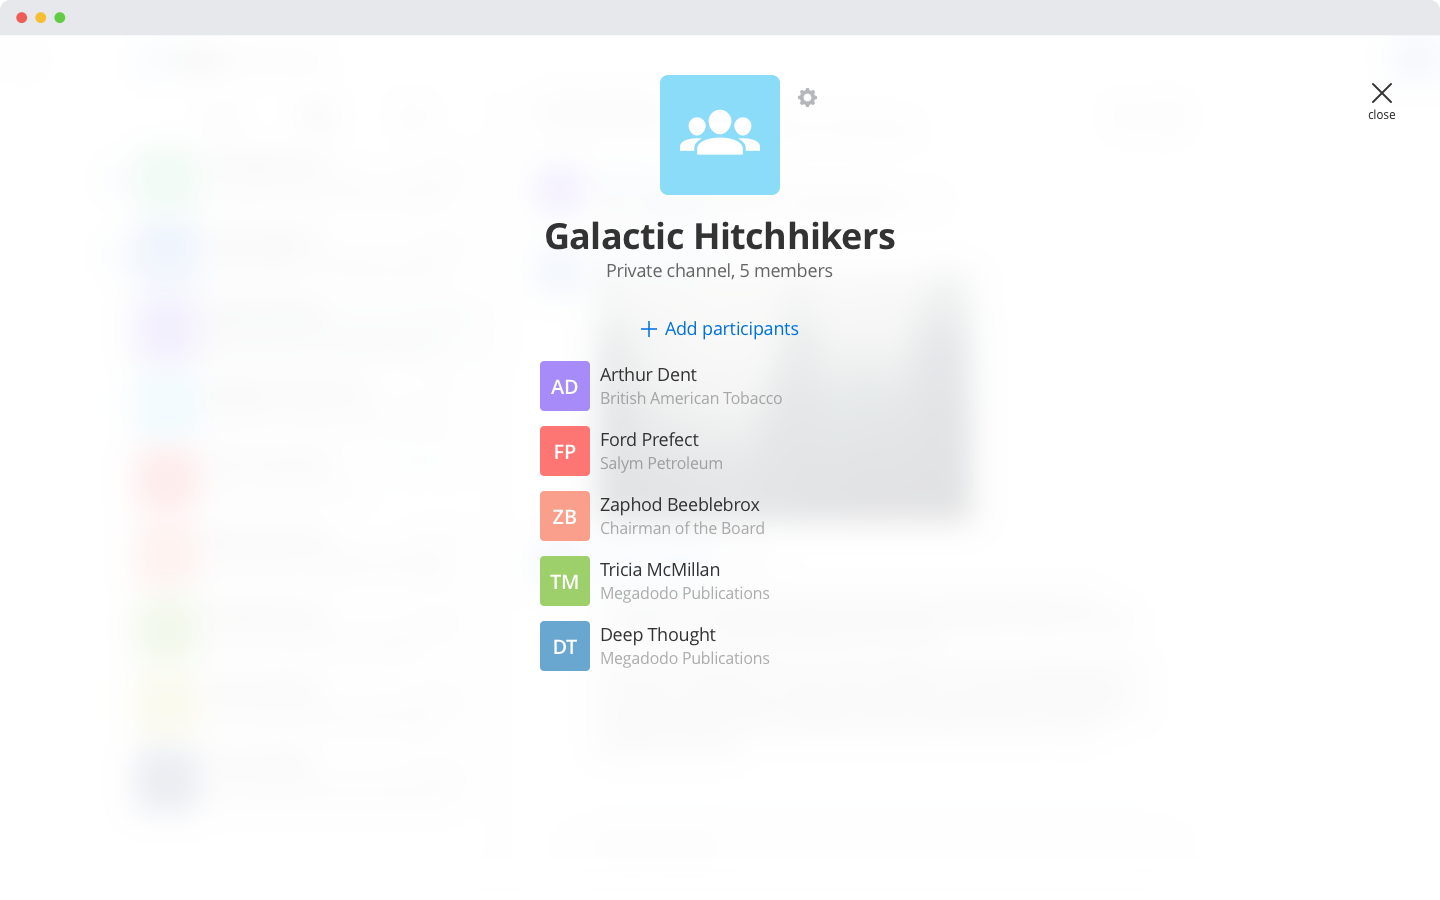 close
Galactic Hitchhikers
Private channel, 5 members
Add participants
AD
Arthur Dent
British American Tobacco
FP
Ford Prefect
Salym Petroleum
ZB
Zaphod Beeblebrox
Chairman of the Board
TM
Tricia McMillan
Megadodo Publications
DT
Deep Thought
Megadodo Publications